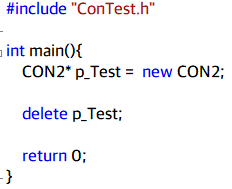 #include "ConTest.h"
int main(){
CON2* p_Test = new CON2;
delete p_Test;
return 0;
}